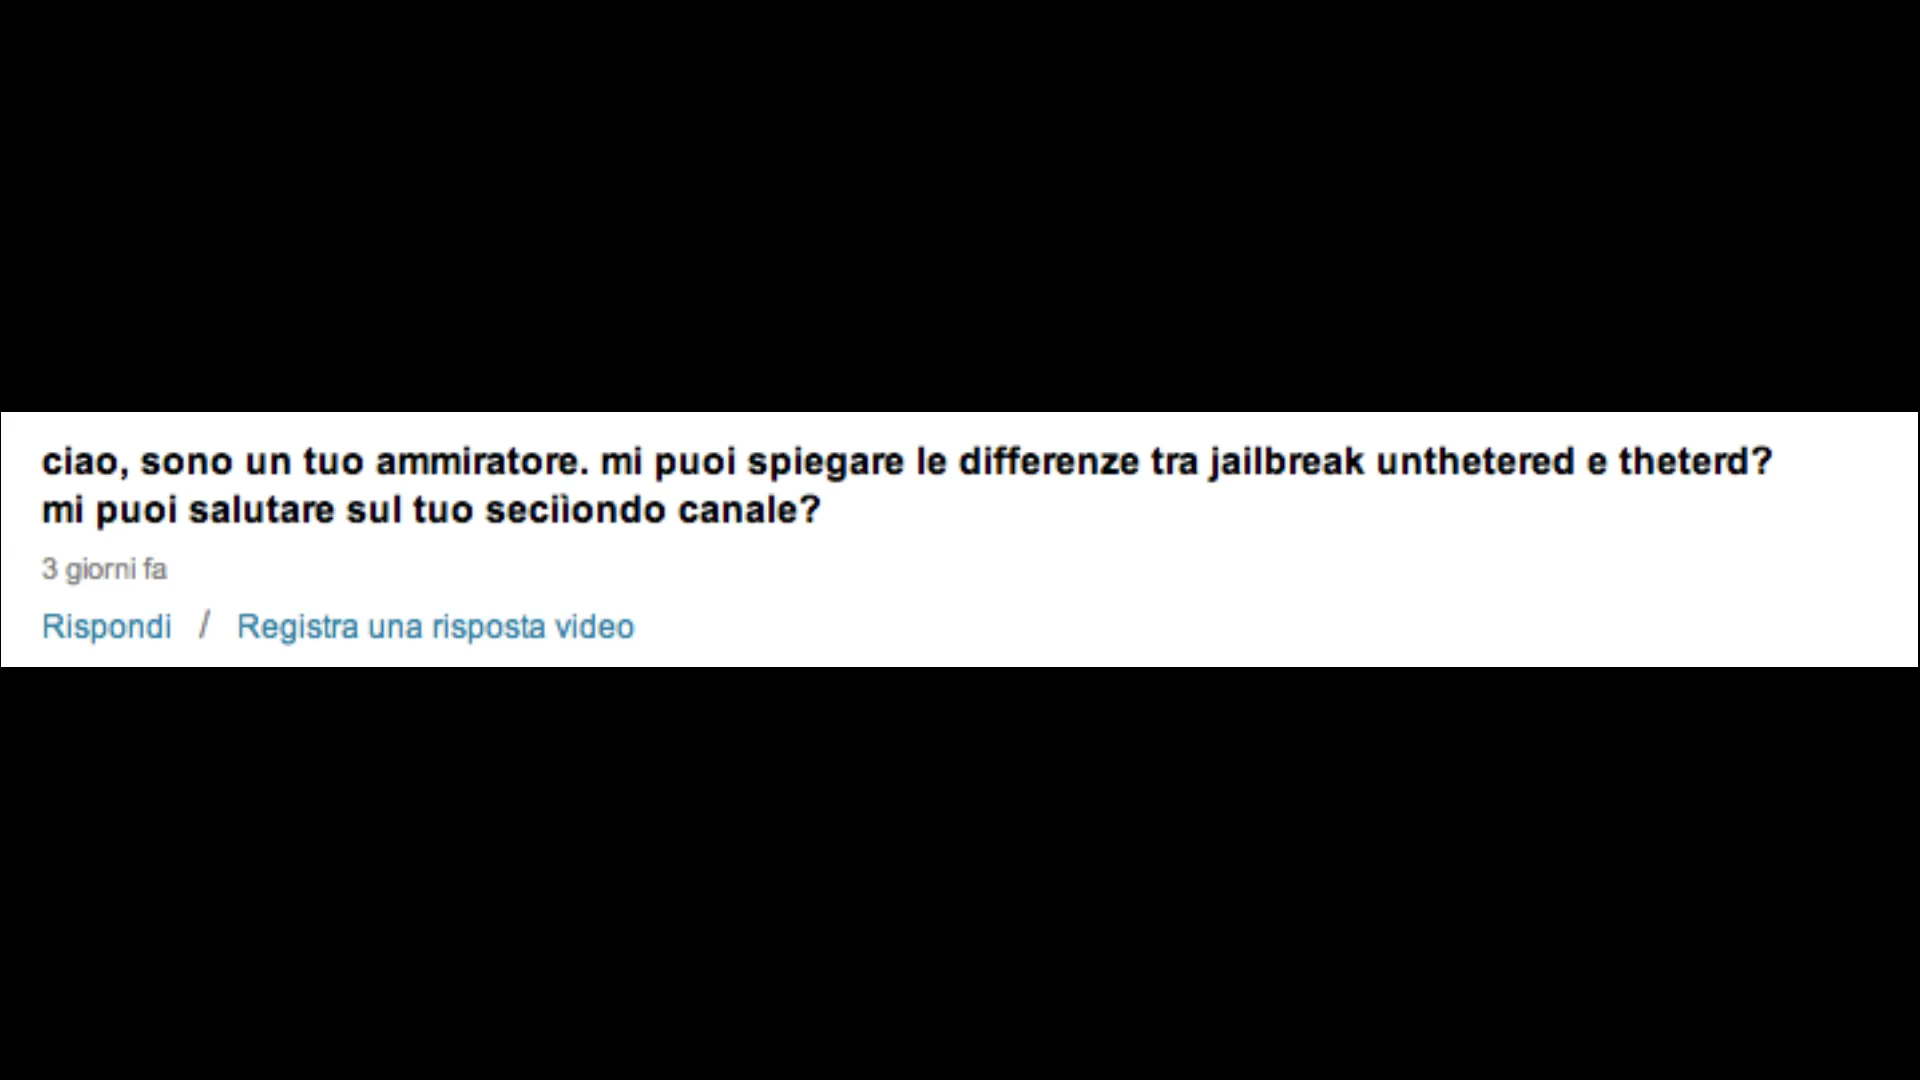 ciao, sono un tuo ammiratore. mi puoi spiegare le differenze tra jailbreak unthetered e theterd?
mi puoi salutare sul tuo seciìondo canale?
3 giorni fa
Rispondi / Registra una risposta video